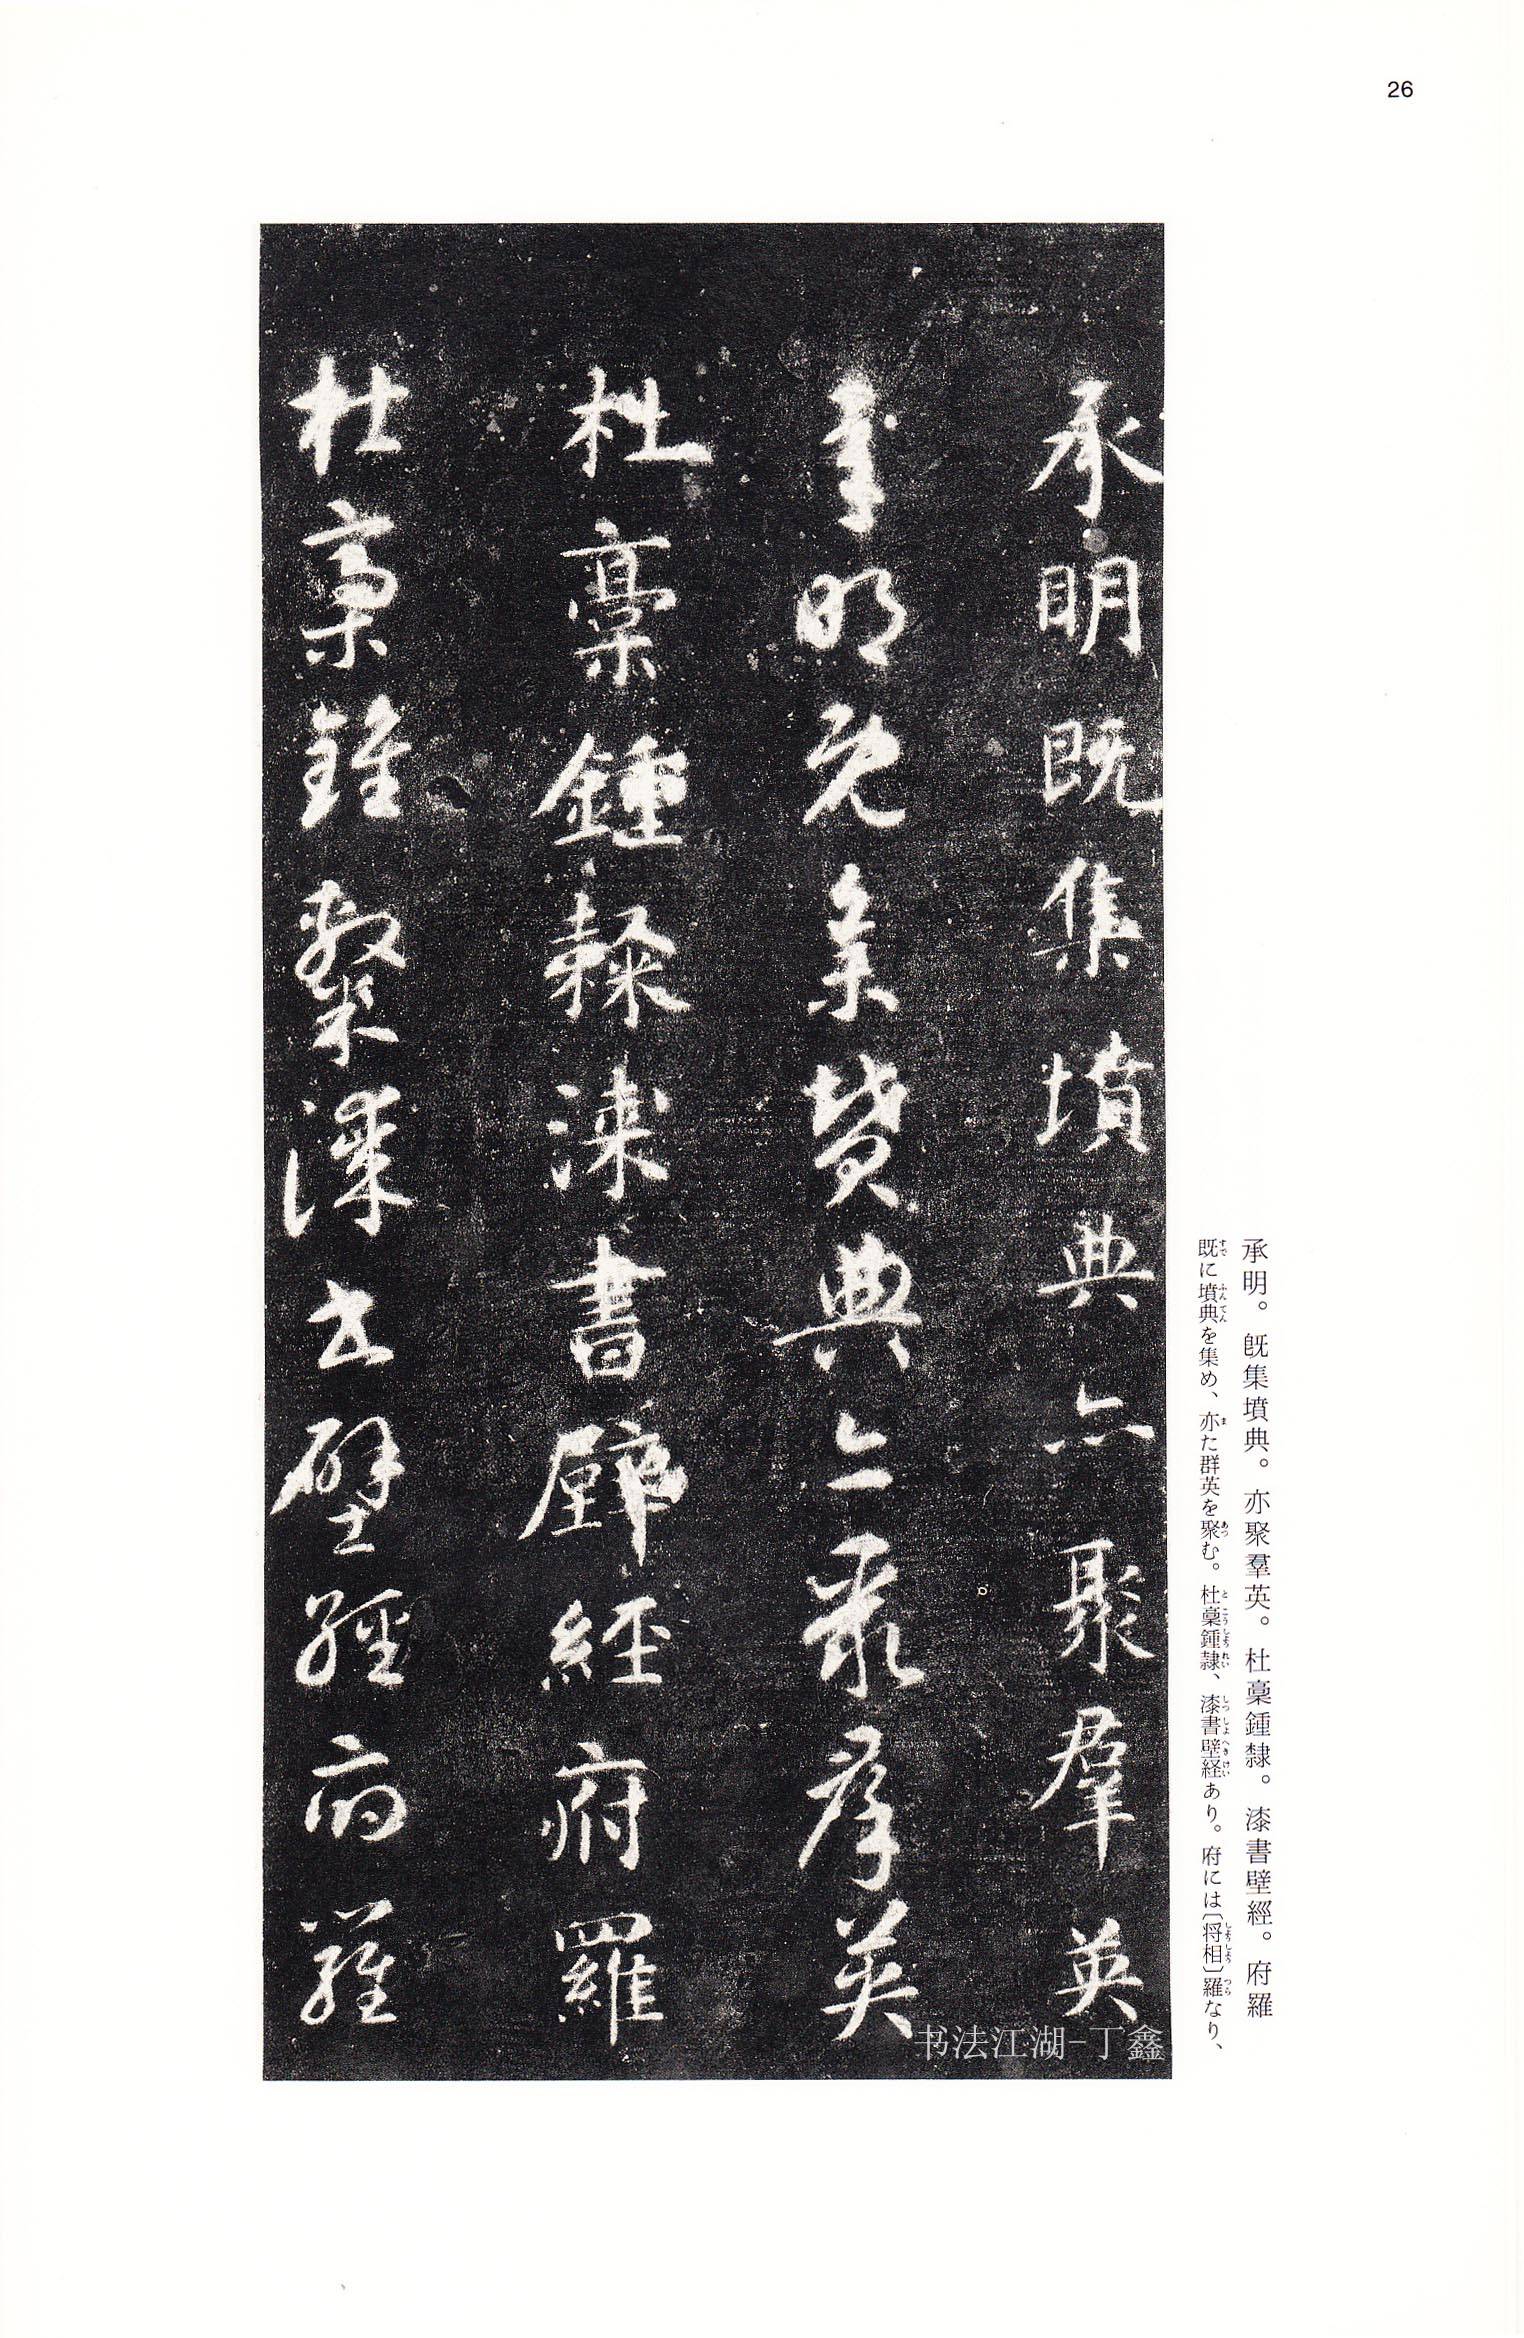 26
承明。既集墳典。亦聚羣英。杜稾鍾隸。漆書壁經。府羅
既に墳典を集め、亦た群英を聚む。杜稾鍾隷、漆書壁経あり。府には〔将相〕羅なり、
承明既集墳典亦聚羣英
承明既集墳典亦聚羣英
杜稾鍾隸漆書壁經府羅
杜稾鍾隸漆書壁經府羅
书法江湖-丁鑫